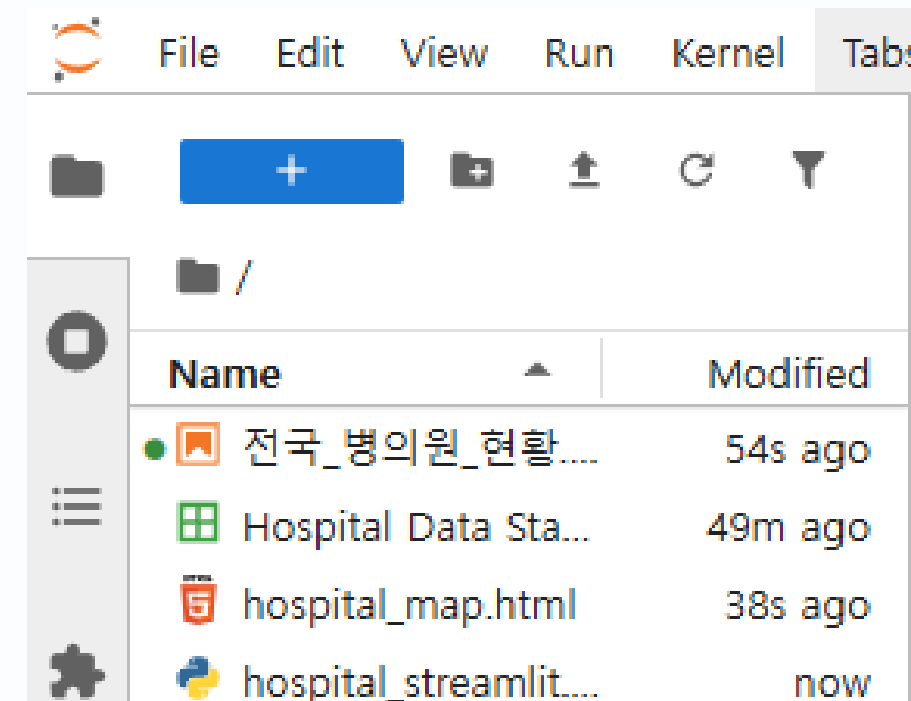 File Edit View Run Kernel Tabs
/
Name Modified
전국_병의원_현황.... 54s ago
Hospital Data Sta... 49m ago
hospital_map.html 38s ago
hospital_streamlit.... now